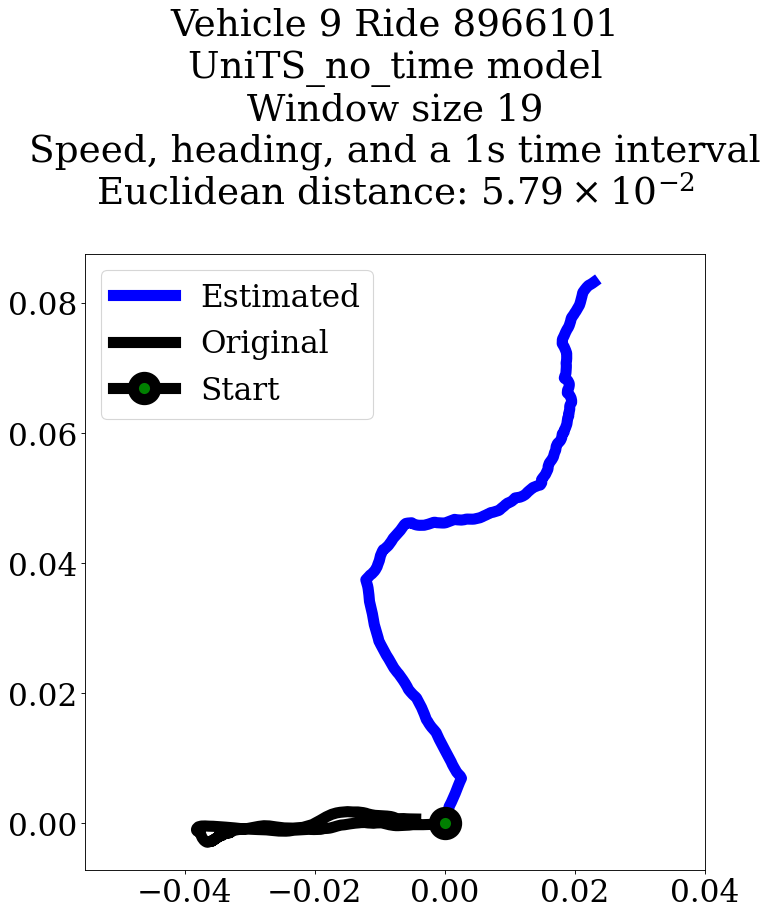 Vehicle 9 Ride 8966101
UniTS_no_time model
Window size 19
Speed, heading, and a 1s time interval
Euclidean distance: 5.79 × 10⁻²
Estimated
Original
Start
0.08
0.06
0.04
0.02
0.00
−0.04
−0.02
0.00
0.02
0.04